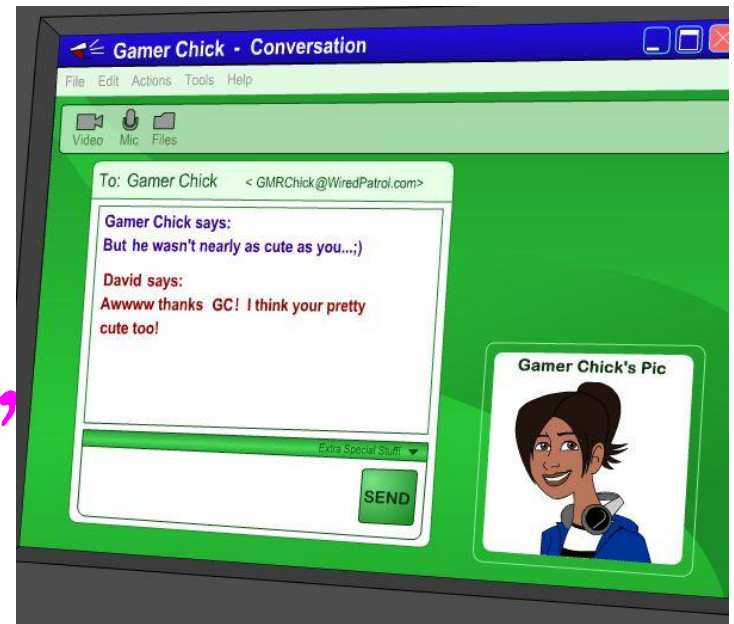 Gamer Chick - Conversation
File Edit Actions Tools Help
Video Mic Files
To: Gamer Chick < GMRChick@WiredPatrol.com>
Gamer Chick says:
But he wasn't nearly as cute as you...;)
David says:
Awwww thanks GC! I think your pretty
cute too!
Extra Special Stuff!
SEND
Gamer Chick's Pic
,